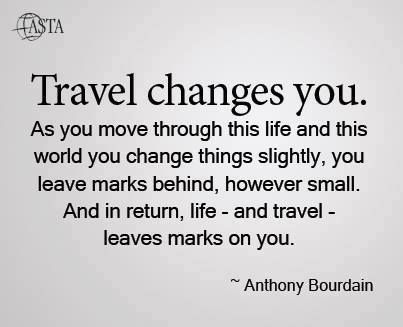 ASTA
Travel changes you.
As you move through this life and this
world you change things slightly, you
leave marks behind, however small.
And in return, life - and travel -
leaves marks on you.
~ Anthony Bourdain